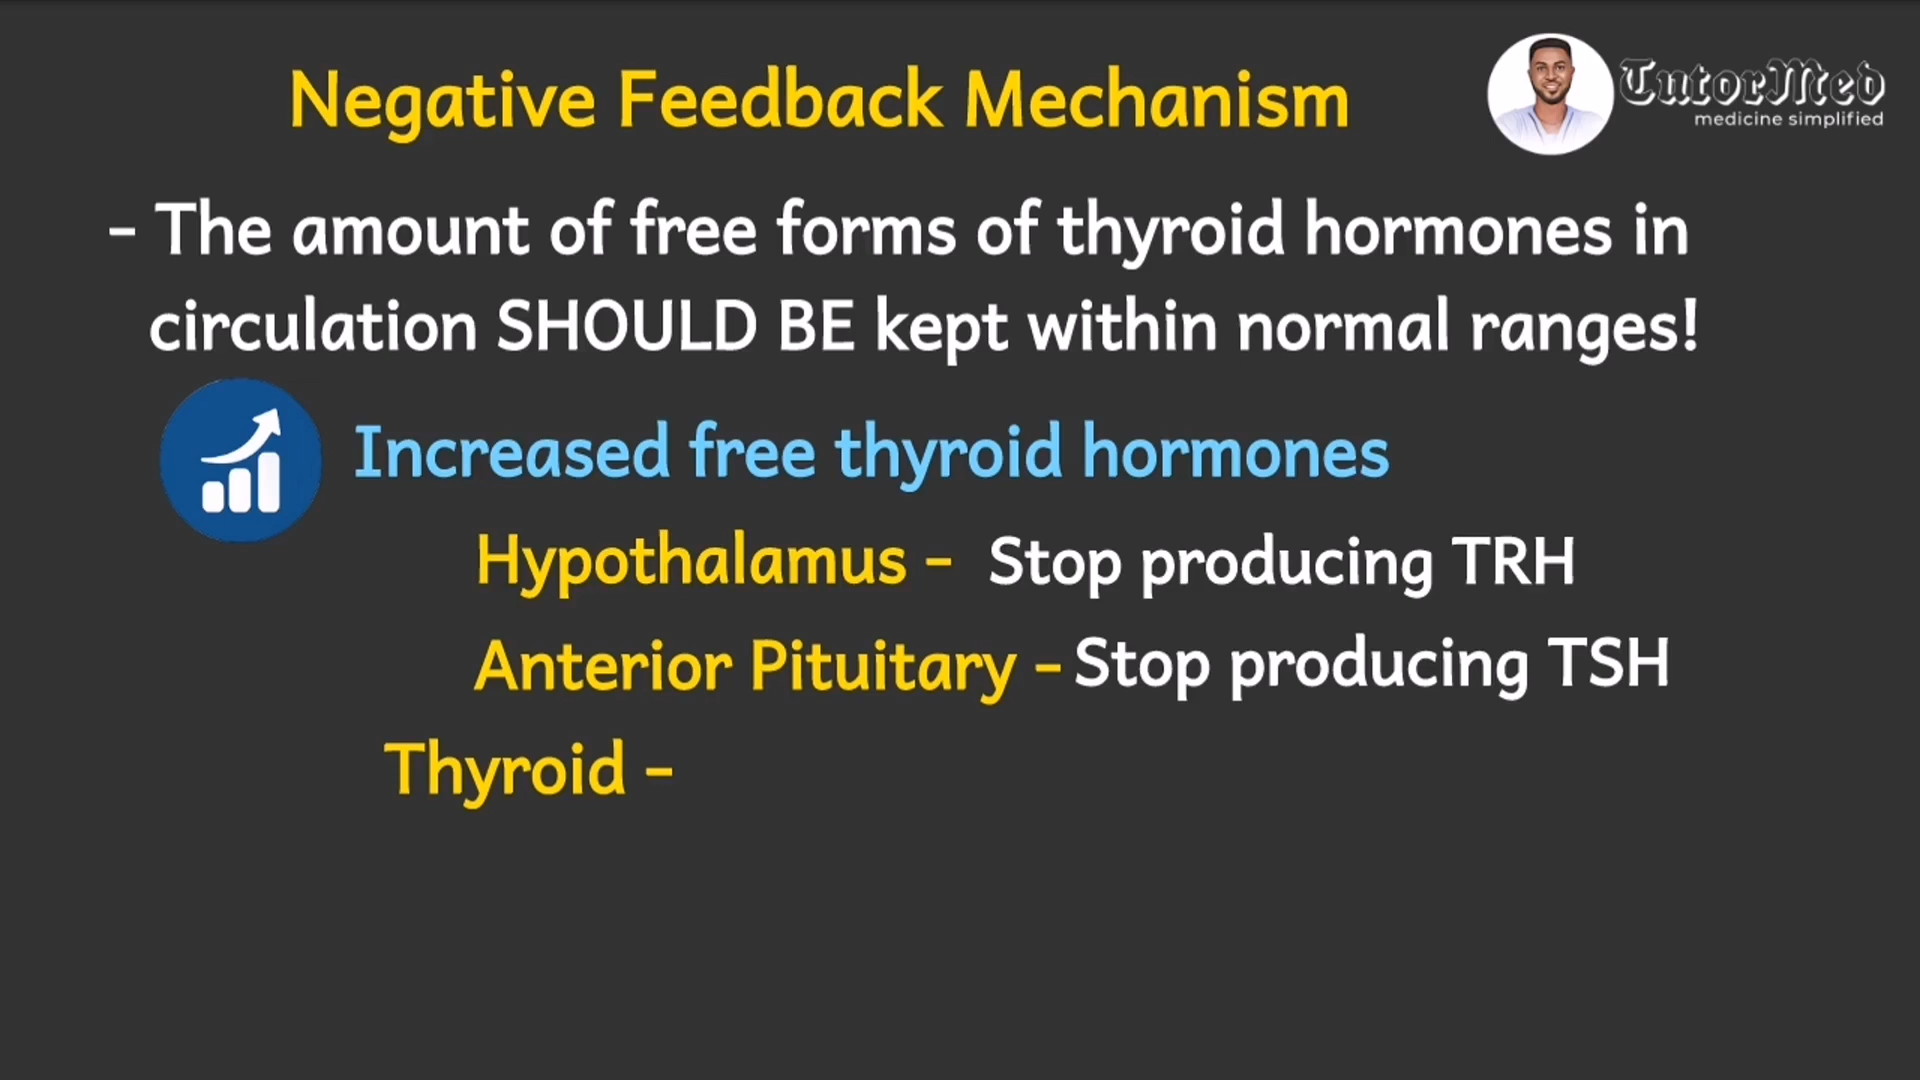 Negative Feedback Mechanism
TutorMed
medicine simplified
- The amount of free forms of thyroid hormones in
circulation SHOULD BE kept within normal ranges!
Increased free thyroid hormones
Hypothalamus - Stop producing TRH
Anterior Pituitary - Stop producing TSH
Thyroid -